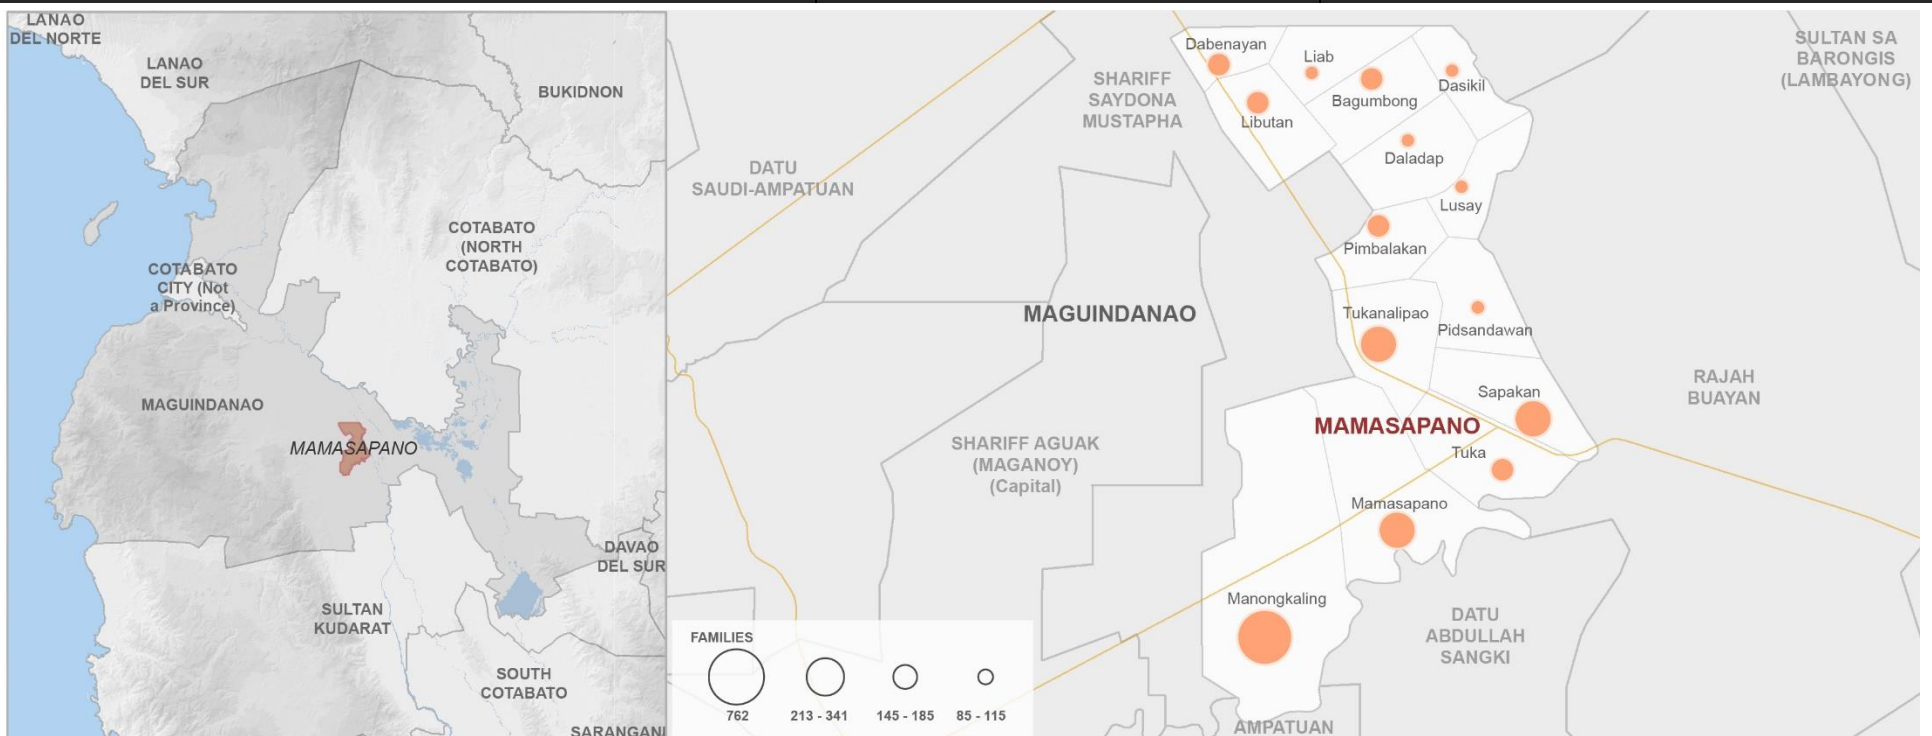 LANAO
DEL NORTE
LANAO
DEL SUR
BUKIDNON
COTABATO
(NORTH
COTABATO)
COTABATO
CITY (Not
a Province)
MAGUINDANAO
MAMASAPANO
DAVAO
DEL SUR
SULTAN
KUDARAT
SOUTH
COTABATO
SARANGANI
SULTAN SA
BARONGIS
(LAMBAYONG)
SHARIFF
SAYDONA
MUSTAPHA
DATU
SAUDI-AMPATUAN
Dabenayan
Liab
Bagumbong
Dasikil
Libutan
Daladap
Lusay
Pimbalakan
MAGUINDANAO
Tukanalipao
Pidsandawan
RAJAH
BUAYAN
Sapakan
MAMASAPANO
SHARIFF AGUAK
(MAGANOY)
(Capital)
Tuka
Mamasapano
Manongkaling
DATU
ABDULLAH
SANGKI
AMPATUAN
FAMILIES
762
213 - 341
145 - 185
85 - 115